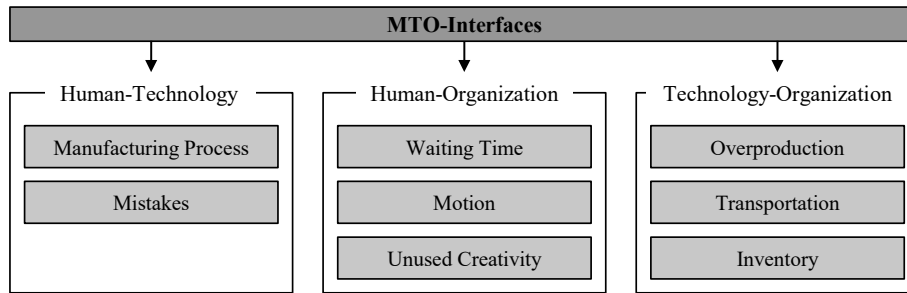 MTO-Interfaces
Human-Technology
Manufacturing Process
Mistakes
Human-Organization
Waiting Time
Motion
Unused Creativity
Technology-Organization
Overproduction
Transportation
Inventory